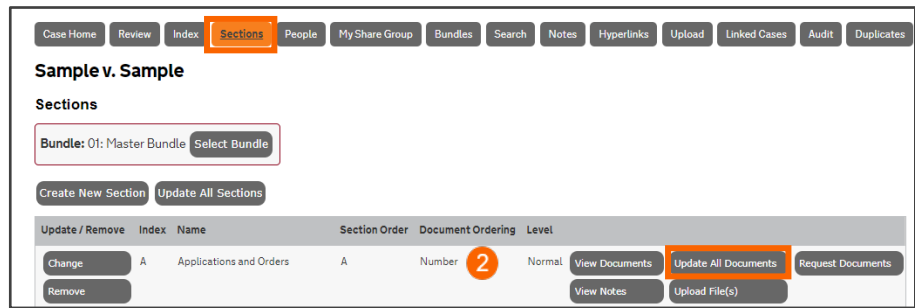 Case Home Review Index Sections People My Share Group Bundles Search Notes Hyperlinks Upload Linked Cases Audit Duplicates
Sample v. Sample
Sections
Bundle: 01: Master Bundle Select Bundle
Create New Section Update All Sections
Update / Remove Index Name Section Order Document Ordering Level
Change A Applications and Orders A Number 2 Normal View Documents Update All Documents Request Documents
Remove View Notes Upload File(s)